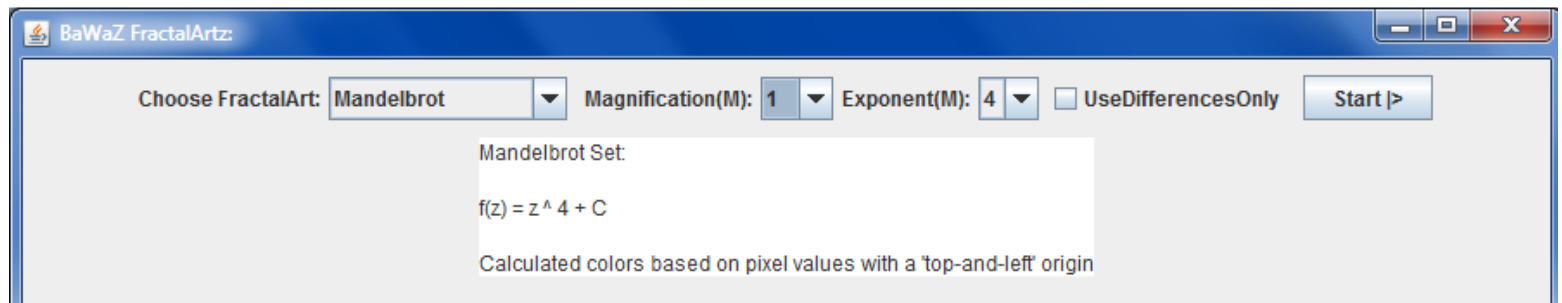 BaWaZ FractalArtz:
Choose FractalArt: Mandelbrot Magnification(M): 1 Exponent(M): 4 UseDifferencesOnly Start |>
Mandelbrot Set:
f(z) = z ^ 4 + C
Calculated colors based on pixel values with a 'top-and-left' origin